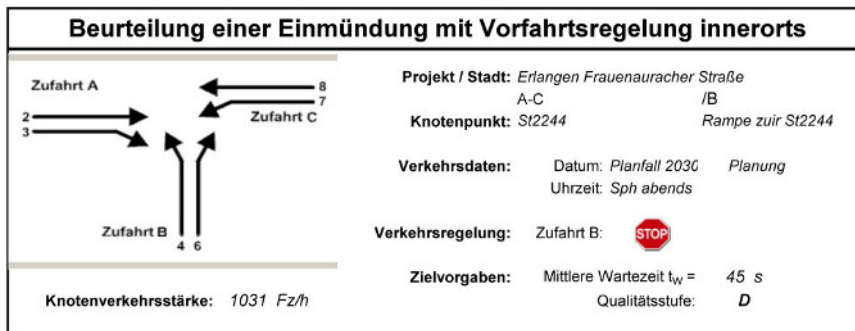 Beurteilung einer Einmündung mit Vorfahrtsregelung innerorts
Zufahrt A
2
3
8
7
Zufahrt C
Zufahrt B
4 6
Knotenverkehrsstärke: 1031 Fz/h
Projekt / Stadt: Erlangen Frauenauracher Straße
A-C /B
Knotenpunkt: St2244 Rampe zuir St2244
Verkehrsdaten: Datum: Planfall 2030 Planung
Uhrzeit: Sph abends
Verkehrsregelung: Zufahrt B: STOP
Zielvorgaben: Mittlere Wartezeit tw = 45 s
Qualitätsstufe: D